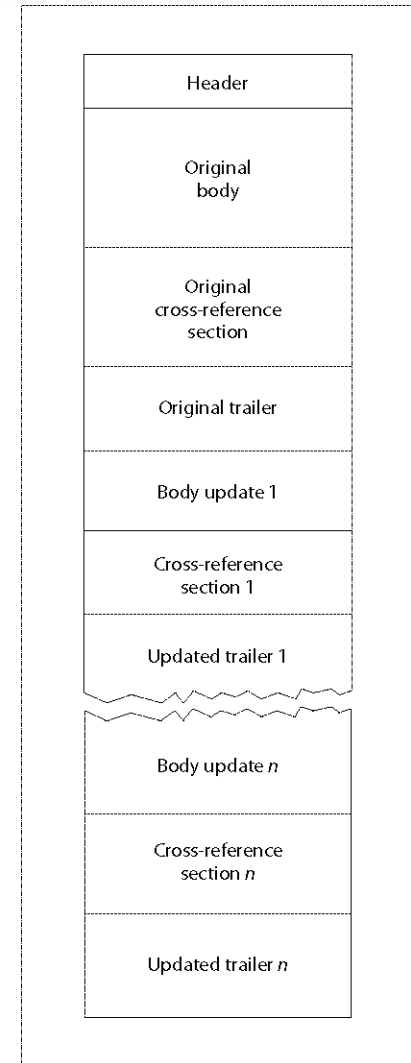 Header
Original
body
Original
cross-reference
section
Original trailer
Body update 1
Cross-reference
section 1
Updated trailer 1
Body update n
Cross-reference
section n
Updated trailer n